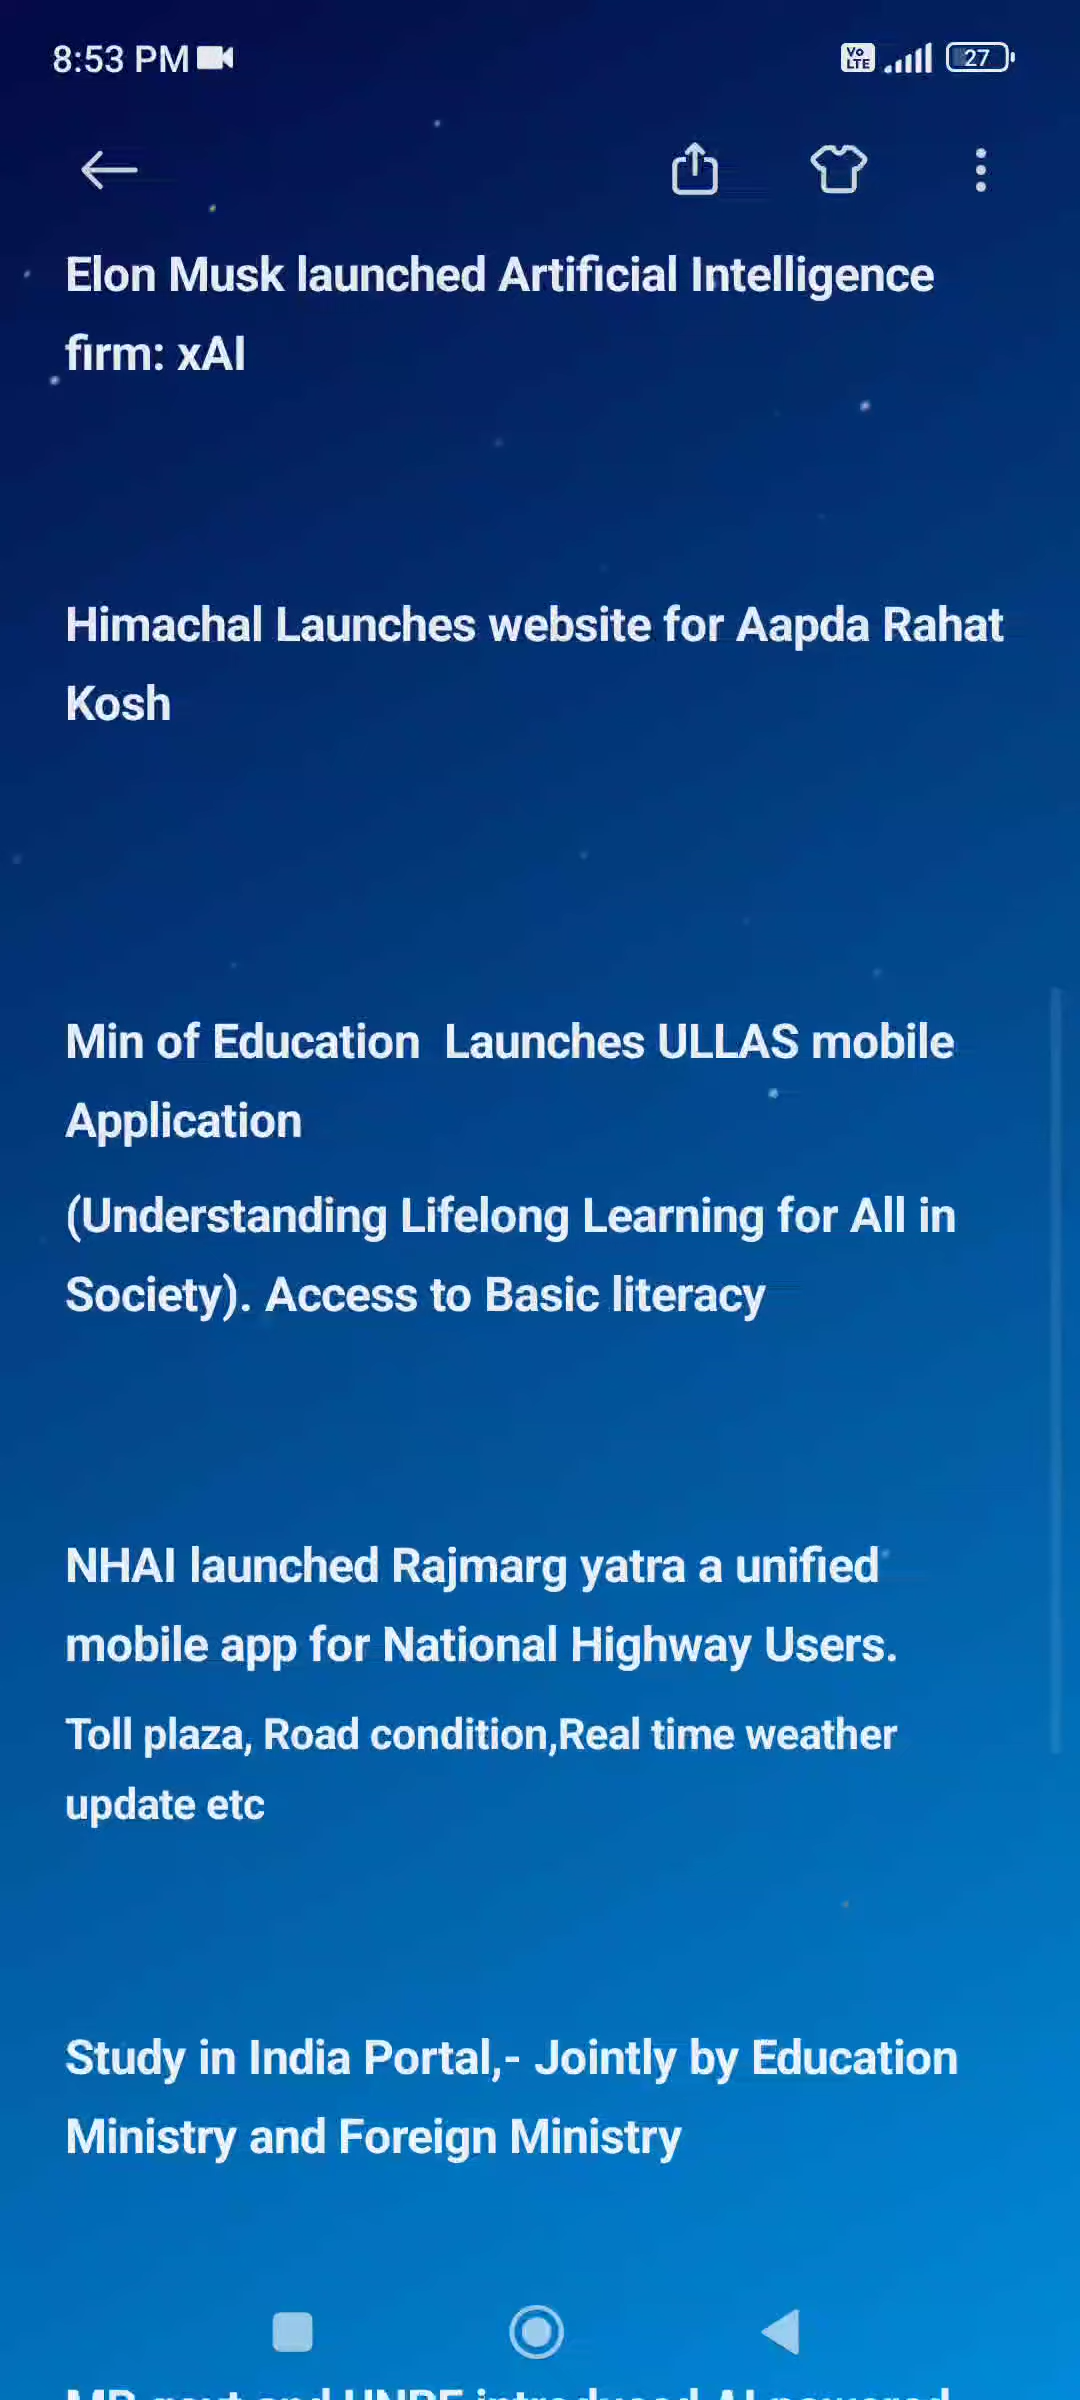 8:53 PM
Vo LTE
27
Elon Musk launched Artificial Intelligence
firm: xAI
Himachal Launches website for Aapda Rahat
Kosh
Min of Education  Launches ULLAS mobile
Application
(Understanding Lifelong Learning for All in
Society). Access to Basic literacy
NHAI launched Rajmarg yatra a unified
mobile app for National Highway Users.
Toll plaza, Road condition,Real time weather
update etc
Study in India Portal,- Jointly by Education
Ministry and Foreign Ministry